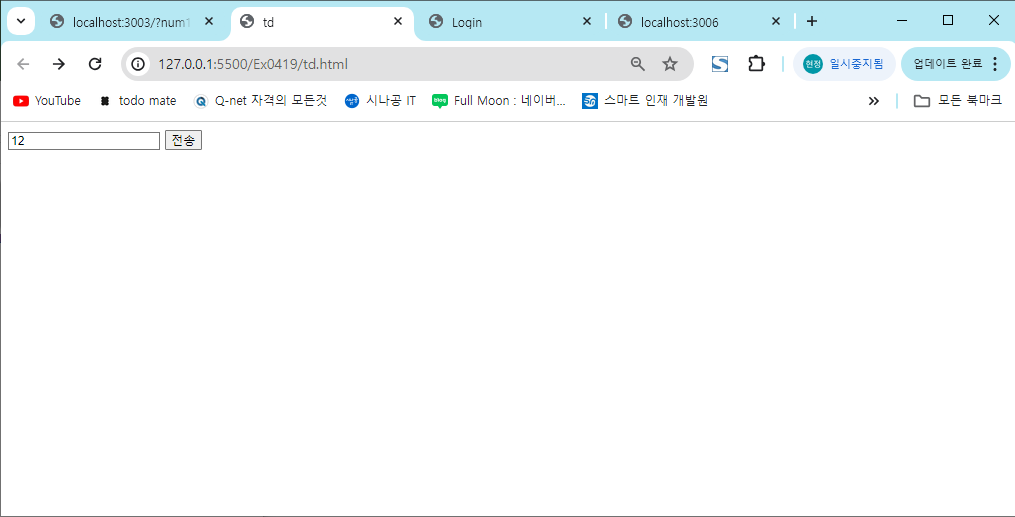 localhost:3003/?num1 td Login localhost:3006
127.0.0.1:5500/Ex0419/td.html S 현정 일시중지됨 업데이트 완료
YouTube todo mate Q Q-net 자격의 모든것 시나공 IT blog Full Moon : 네이버... 스마트 인재 개발원 모든 북마크
12 전송